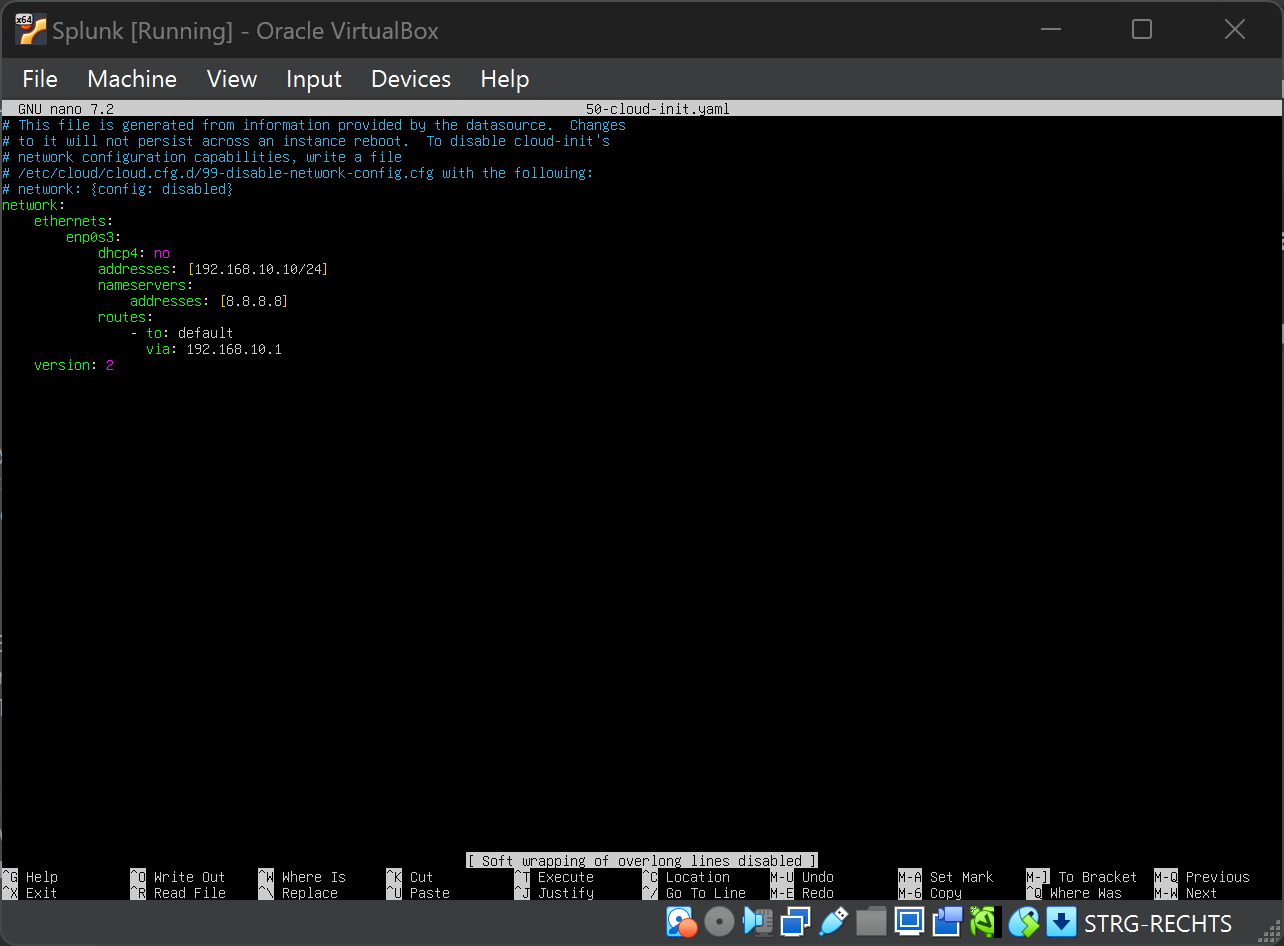 Splunk [Running] - Oracle VirtualBox
File Machine View Input Devices Help
GNU nano 7.2 50-cloud-init.yaml
# This file is generated from information provided by the datasource.  Changes
# to it will not persist across an instance reboot.  To disable cloud-init's
# network configuration capabilities, write a file
# /etc/cloud/cloud.cfg.d/99-disable-network-config.cfg with the following:
# network: {config: disabled}
network:
    ethernets:
        enp0s3:
            dhcp4: no
            addresses: [192.168.10.10/24]
            nameservers:
                addresses: [8.8.8.8]
            routes:
                - to: default
                  via: 192.168.10.1
    version: 2
[ Soft wrapping of overlong lines disabled ]
^G Help ^O Write Out ^W Where Is ^K Cut ^T Execute ^C Location M-U Undo M-A Set Mark M-] To Bracket M-Q Previous
^X Exit ^R Read File ^\ Replace ^U Paste ^J Justify ^/ Go To Line M-E Redo M-6 Copy ^Q Where Was M-W Next
STRG-RECHTS